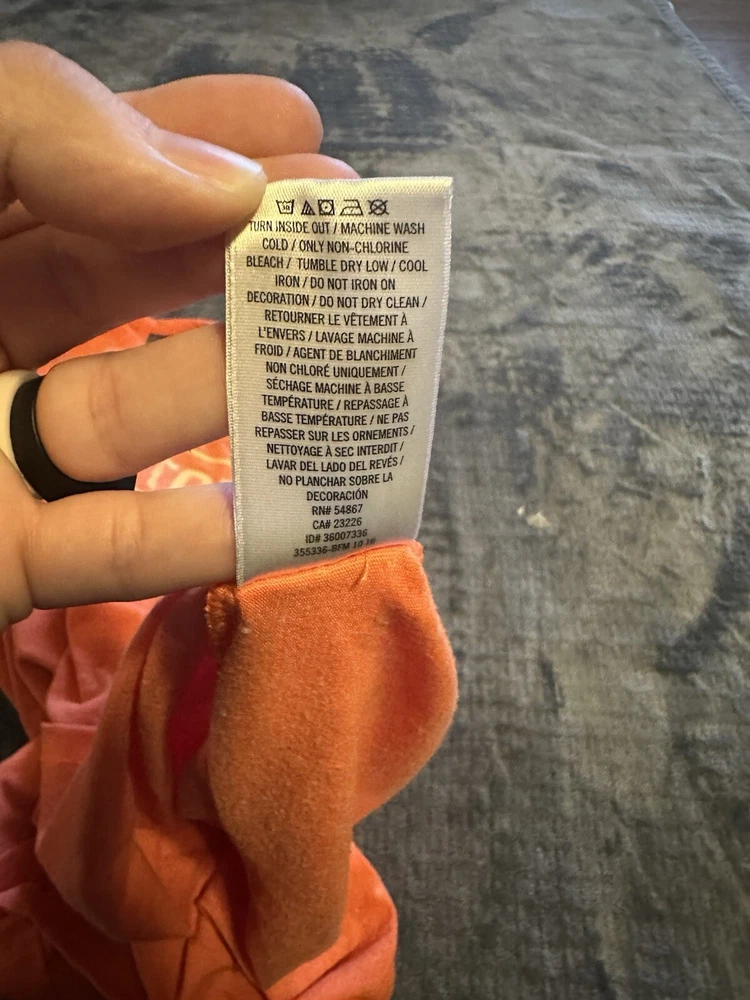 TURN INSIDE OUT / MACHINE WASH
COLD / ONLY NON-CHLORINE
BLEACH / TUMBLE DRY LOW / COOL
IRON / DO NOT IRON ON
DECORATION / DO NOT DRY CLEAN /
RETOURNER LE VÊTEMENT À
L'ENVERS / LAVAGE MACHINE À
FROID / AGENT DE BLANCHIMENT
NON CHLORÉ UNIQUEMENT /
SÉCHAGE MACHINE À BASSE
TEMPÉRATURE / REPASSAGE À
BASSE TEMPÉRATURE / NE PAS
REPASSER SUR LES ORNEMENTS /
NETTOYAGE À SEC INTERDIT /
LAVAR DEL LADO DEL REVÉS /
NO PLANCHAR SOBRE LA
DECORACIÓN
RN# 54867
CA# 23226
ID# 36007336
355336-BFM 10